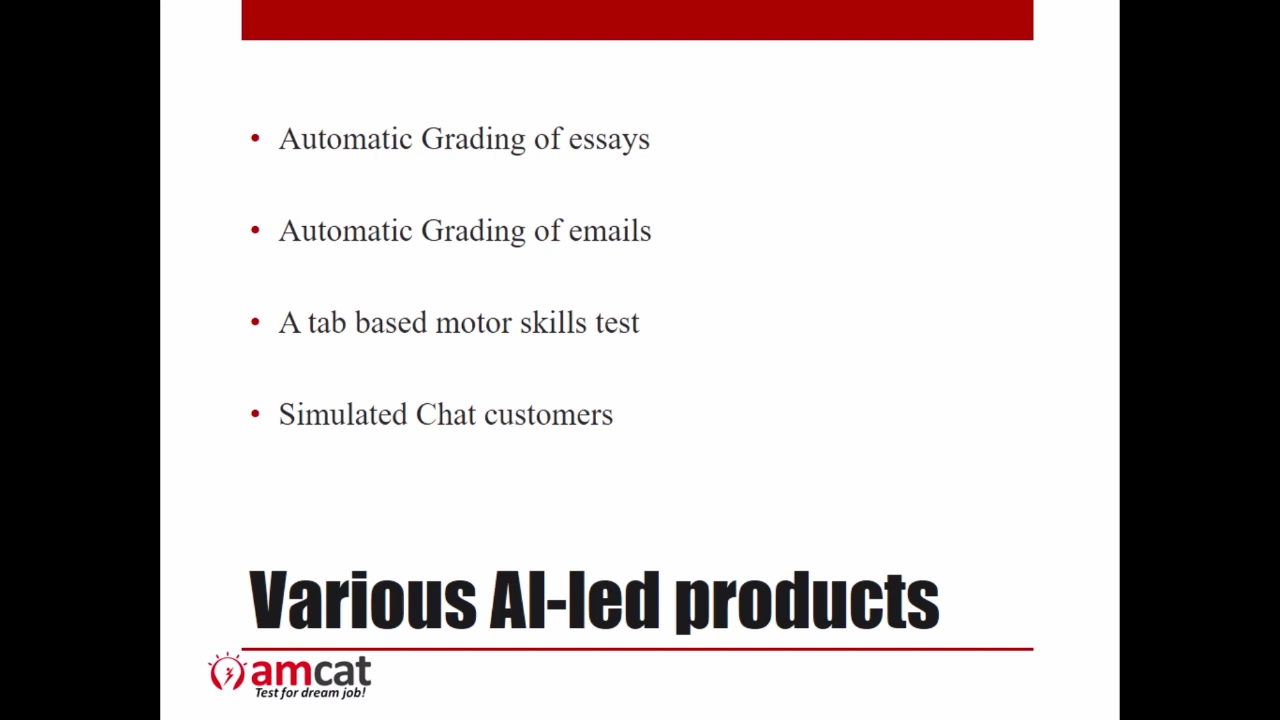 • Automatic Grading of essays
• Automatic Grading of emails
• A tab based motor skills test
• Simulated Chat customers
Various AI-led products
amcat
Test for dream job!